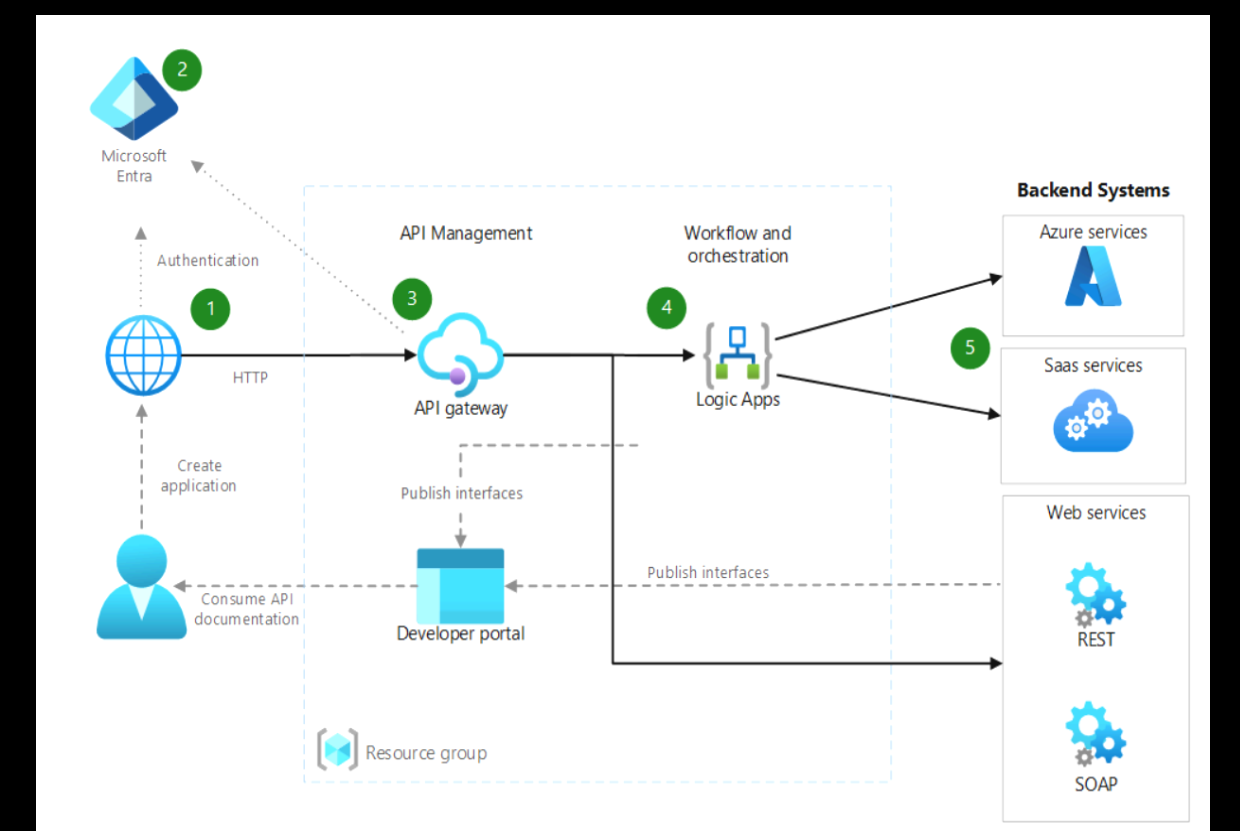 2
Microsoft
Entra
Authentication
1
HTTP
Create
application
API Management
3
API gateway
Workflow and
orchestration
4
Logic Apps
Publish interfaces
Developer portal
Consume API
documentation
Publish interfaces
Resource group
Backend Systems
Azure services
5
Saas services
Web services
REST
SOAP